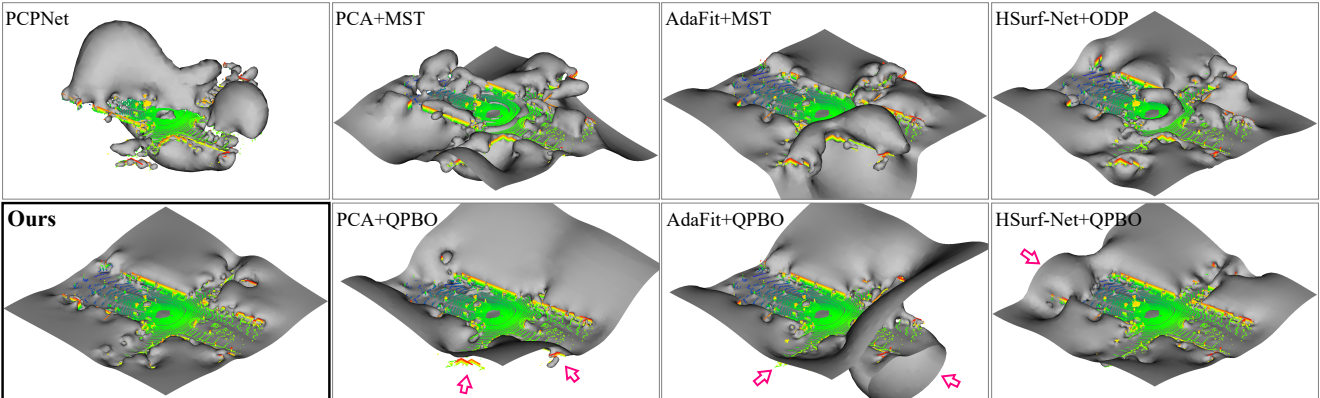 PCPNet
PCA+MST
AdaFit+MST
HSurf-Net+ODP
Ours
PCA+QPBO
AdaFit+QPBO
HSurf-Net+QPBO